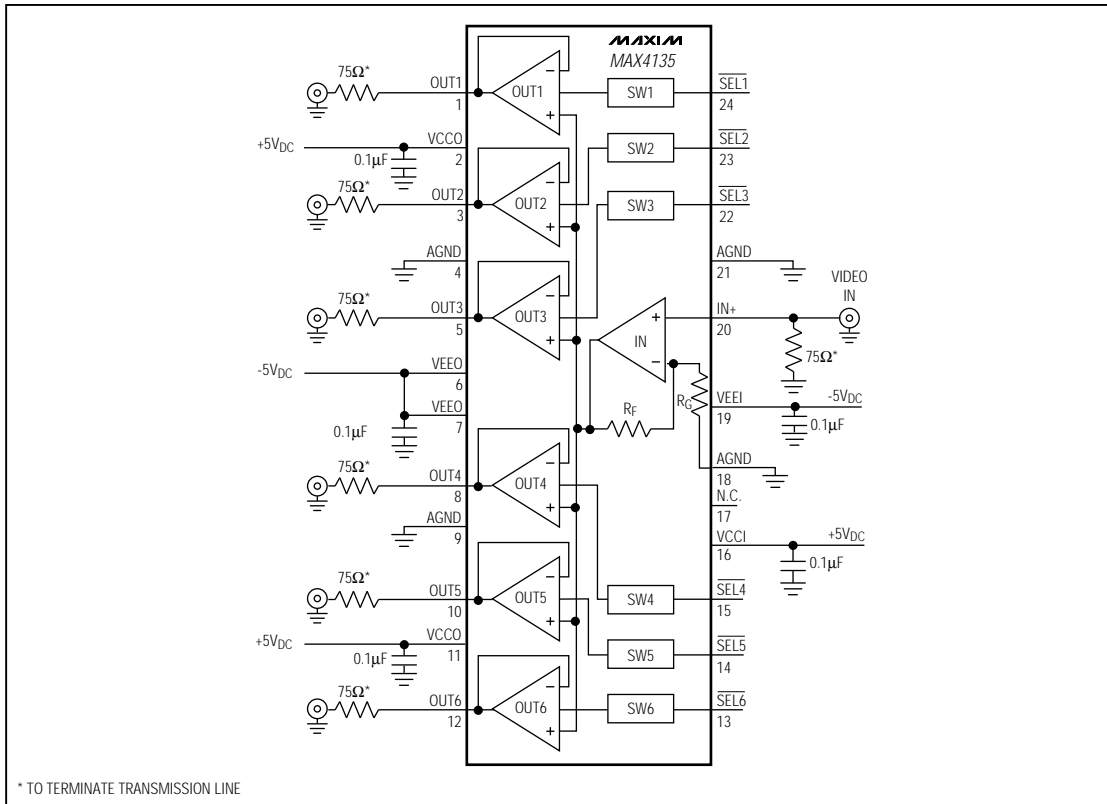 MAXIM
MAX4135
75Ω*
OUT1
1
OUT1
SW1
SEL1
24
+5VDC
0.1µF
VCCO
2
SW2
SEL2
23
75Ω*
OUT2
3
OUT2
SW3
SEL3
22
AGND
4
AGND
21
VIDEO
IN
75Ω*
OUT3
5
OUT3
IN
+
−
IN+
20
75Ω*
-5VDC
VEEO
6
VEEO
7
0.1µF
RF
RG
VEEI
19
-5VDC
0.1µF
75Ω*
OUT4
8
OUT4
AGND
18
N.C.
17
AGND
9
VCCI
16
+5VDC
0.1µF
75Ω*
OUT5
10
OUT5
SW4
SEL4
15
+5VDC
0.1µF
VCCO
11
SW5
SEL5
14
75Ω*
OUT6
12
OUT6
SW6
SEL6
13
* TO TERMINATE TRANSMISSION LINE